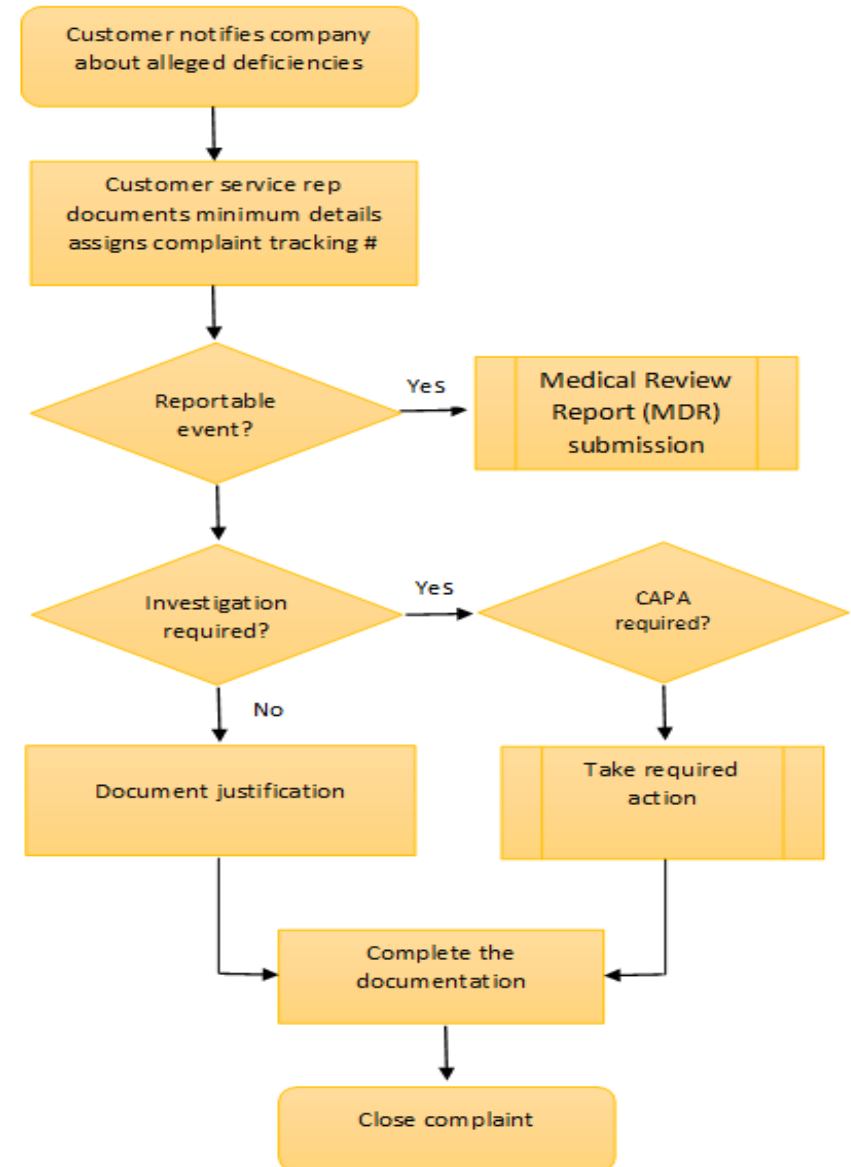 Customer notifies company
about alleged deficiencies
Customer service rep
documents minimum details
assigns complaint tracking #
Reportable
event?
Yes
Medical Review
Report (MDR)
submission
Investigation
required?
Yes
CAPA
required?
No
Document justification
Take required
action
Complete the
documentation
Close complaint